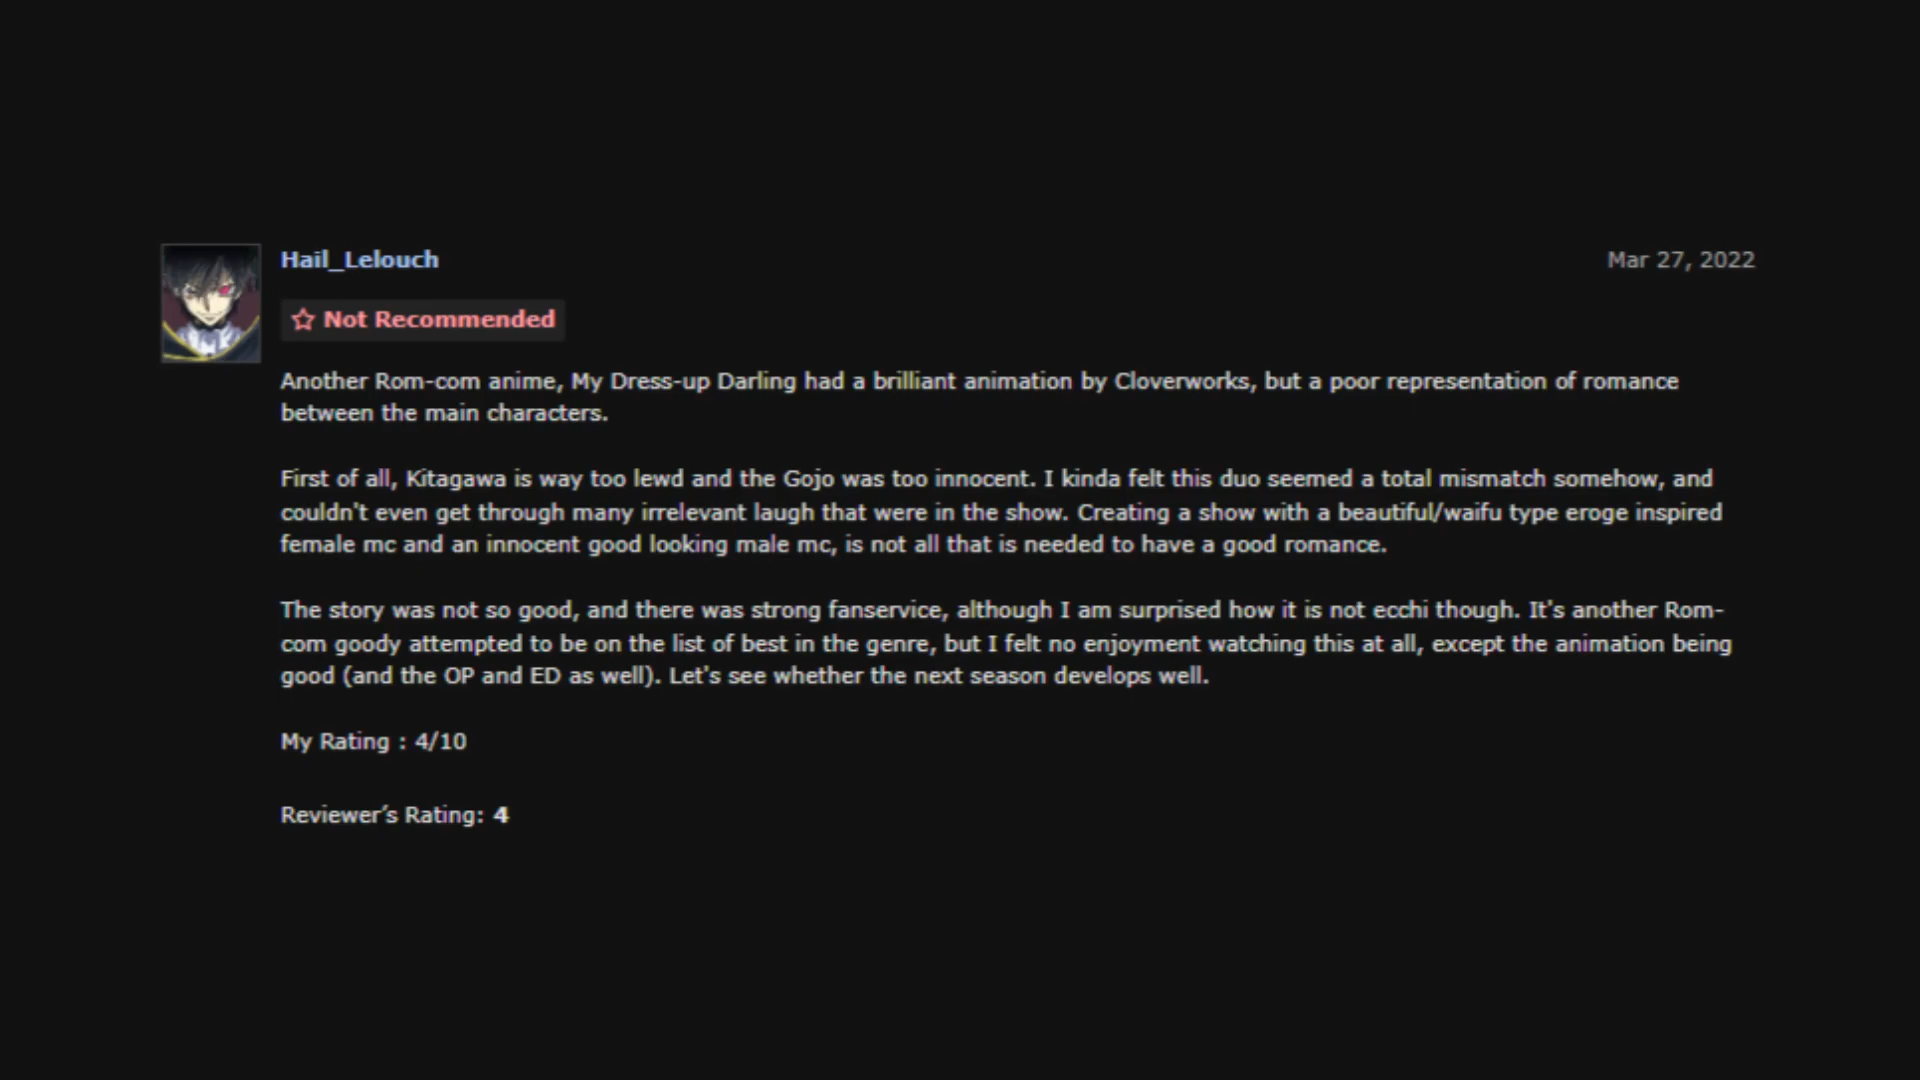 Hail_Lelouch
Mar 27, 2022
Not Recommended
Another Rom-com anime, My Dress-up Darling had a brilliant animation by Cloverworks, but a poor representation of romance
between the main characters.
First of all, Kitagawa is way too lewd and the Gojo was too innocent. I kinda felt this duo seemed a total mismatch somehow, and
couldn't even get through many irrelevant laugh that were in the show. Creating a show with a beautiful/waifu type eroge inspired
female mc and an innocent good looking male mc, is not all that is needed to have a good romance.
The story was not so good, and there was strong fanservice, although I am surprised how it is not ecchi though. It's another Rom-
com goody attempted to be on the list of best in the genre, but I felt no enjoyment watching this at all, except the animation being
good (and the OP and ED as well). Let's see whether the next season develops well.
My Rating : 4/10
Reviewer’s Rating: 4